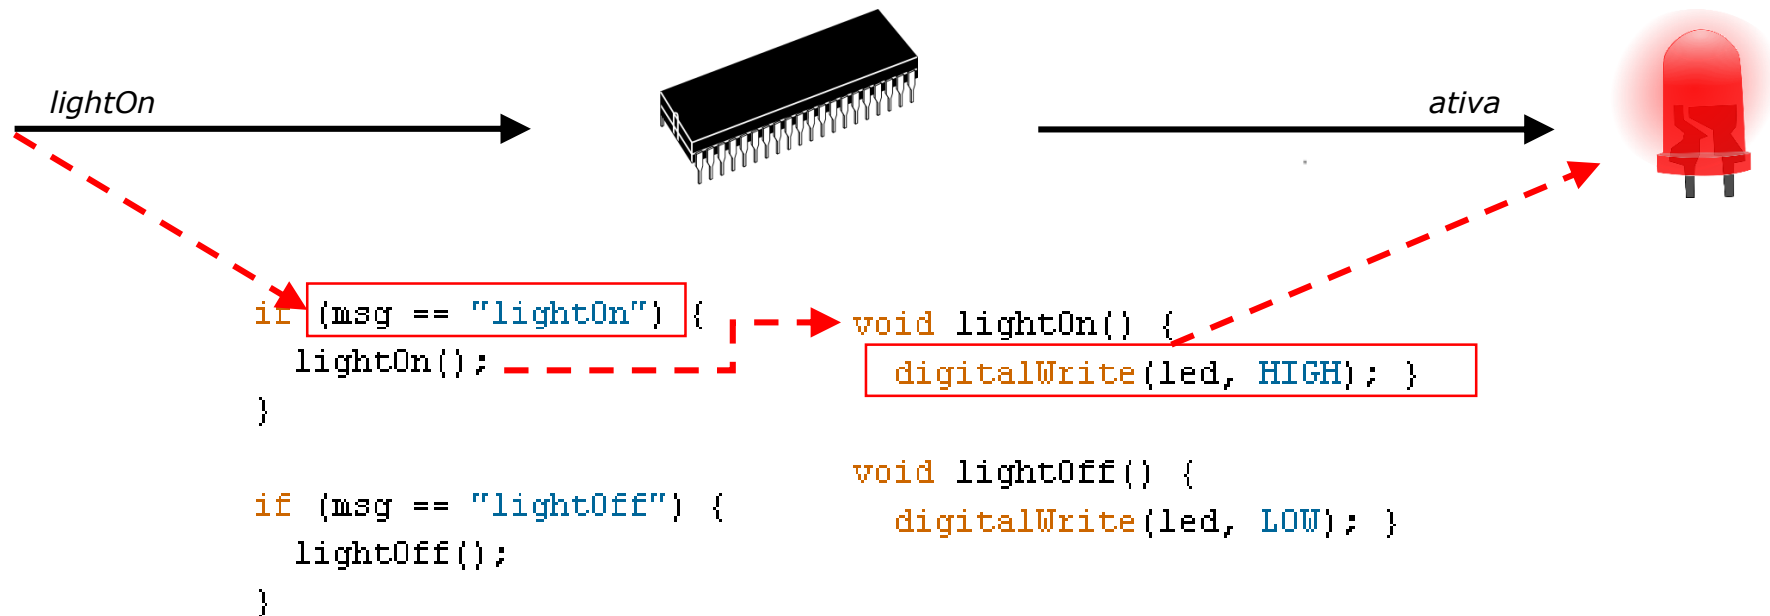 lightOn
ativa
if (msg == "lightOn") {
lightOn();
}
if (msg == "lightOff") {
lightOff();
}
void lightOn() {
digitalWrite(led, HIGH); }
void lightOff() {
digitalWrite(led, LOW); }